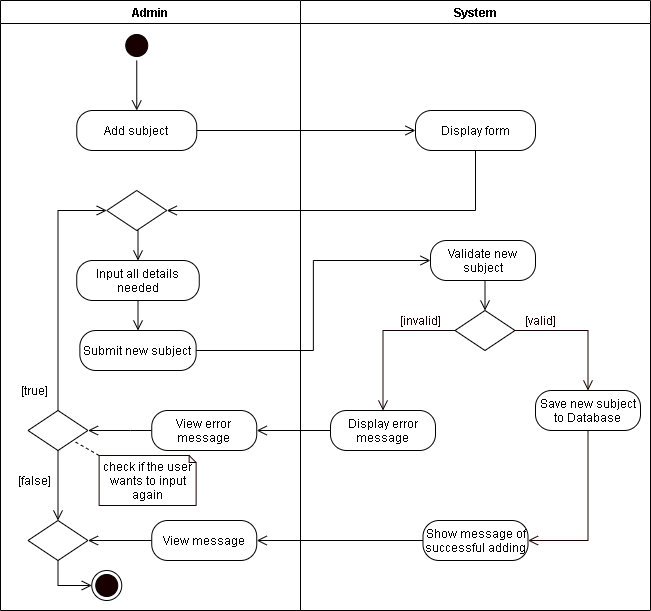 Admin
System
Add subject
Display form
Validate new
subject
Input all details
needed
[invalid]
[valid]
Submit new subject
[true]
Save new subject
to Database
View error
message
Display error
message
check if the user
wants to input
again
[false]
View message
Show message of
successful adding